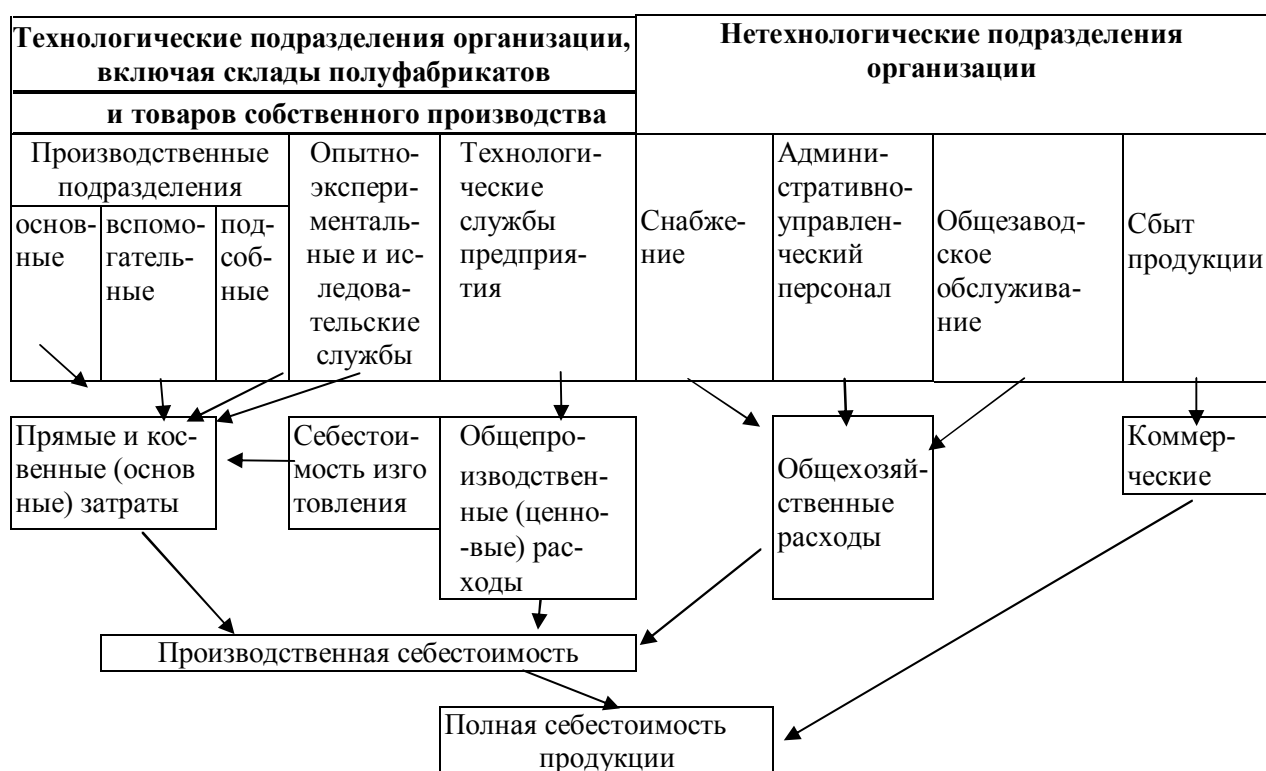 Технологические подразделения организации,
включая склады полуфабрикатов
и товаров собственного производства
Нетехнологические подразделения
организации
Производственные
подразделения
основ-
ные
вспомо-
гатель-
ные
под-
соб-
ные
Опытно-
экспери-
менталь-
ные и ис-
ледова-
тельские
службы
Технологи-
ческие
службы
предприя-
тия
Снабже-
ние
Админи-
стративно-
управлен-
ческий
персонал
Общезавод-
ское
обслужива-
ние
Сбыт
продукции
Прямые и кос-
венные (основ
ные) затраты
Себестои-
мость изго
товления
Общепро-
изводствен-
ные (ценно-
-вые) рас-
ходы
Общехозяй-
ственные
расходы
Коммер-
ческие
Производственная себестоимость
Полная себестоимость
продукции